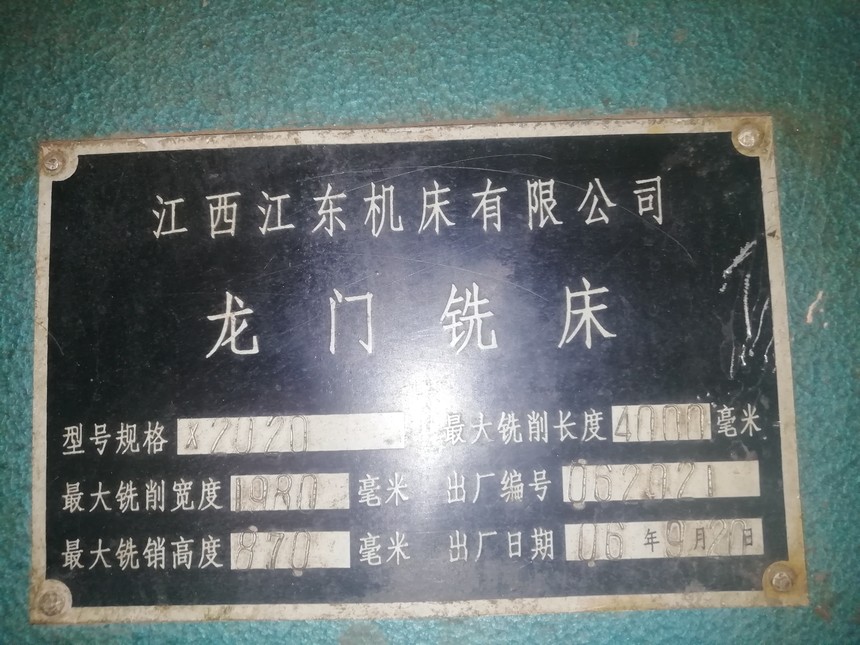 江西江东机床有限公司
龙门铣床
型号规格 X2020 最大铣削长度 4000 毫米
最大铣削宽度 1980 毫米 出厂编号 062021
最大铣销高度 870 毫米 出厂日期 06 年 9 月 20 日